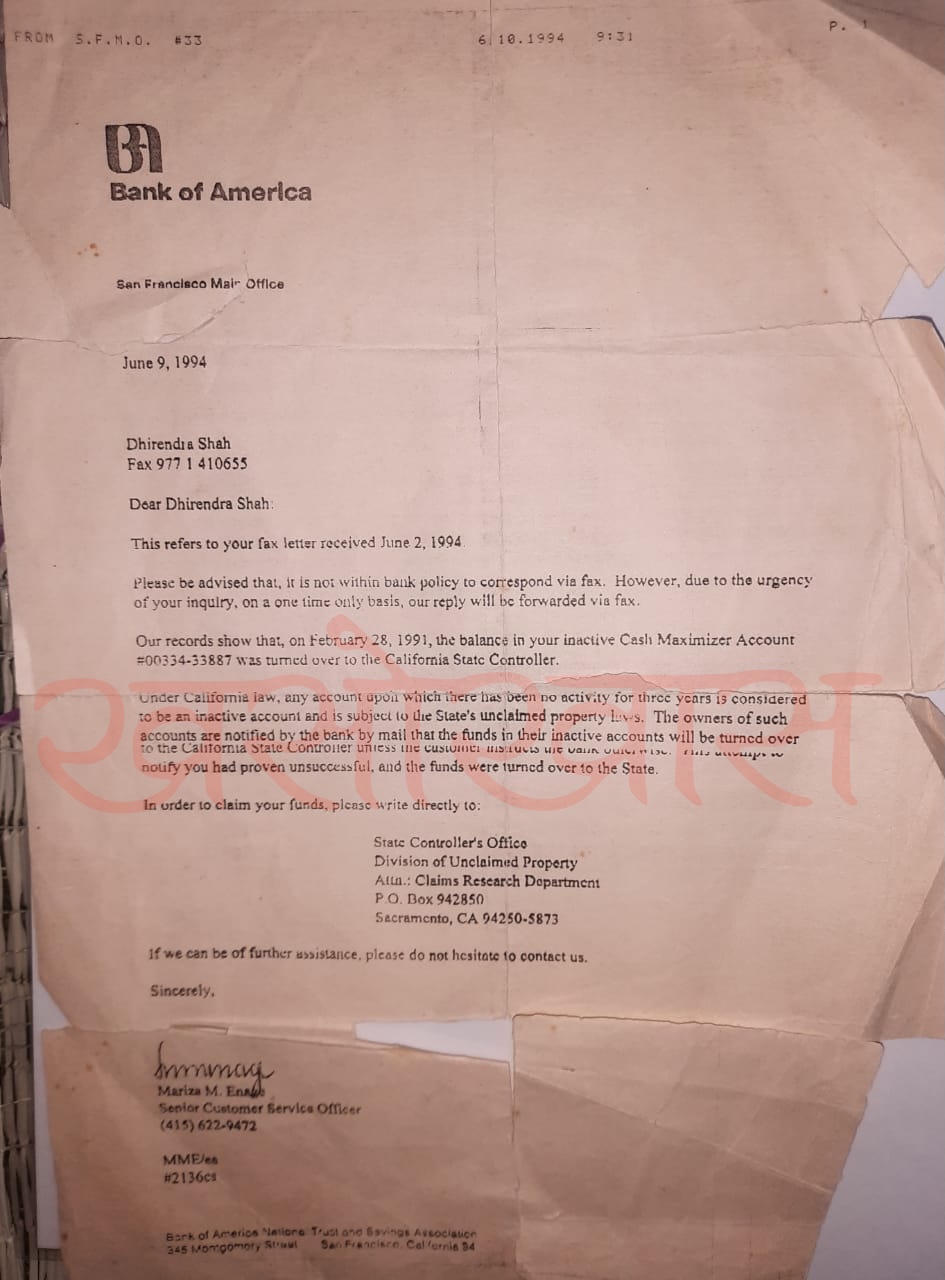 FROM S.F.M.O. #33 6 10.1994 9:31 P. 1
BA
Bank of America
San Francisco Main Office
June 9, 1994
Dhirendra Shah
Fax 977 1 410655
Dear Dhirendra Shah:
This refers to your fax letter received June 2, 1994.
Please be advised that, it is not within bank policy to correspond via fax. However, due to the urgency
of your inquiry, on a one time only basis, our reply will be forwarded via fax.
Our records show that, on February 28, 1991, the balance in your inactive Cash Maximizer Account
#00334-33887 was turned over to the California State Controller.
Under California law, any account upon which there has been no activity for three years is considered
to be an inactive account and is subject to the State's unclaimed property laws. The owners of such
accounts are notified by the bank by mail that the funds in their inactive accounts will be turned over
to the California State Controller unless the customer instructs the bank otherwise. This attempt to
notify you had proven unsuccessful, and the funds were turned over to the State.
In order to claim your funds, please write directly to:
State Controller's Office
Division of Unclaimed Property
Attn.: Claims Research Department
P.O. Box 942850
Sacramento, CA 94250-5873
If we can be of further assistance, please do not hesitate to contact us.
Sincerely,
Mariza M.
Senior Customer Service Officer
(415) 622-9472
MME/es
#2136cs
Bank of America National Trust and Savings Association
345 Montgomery Street San Francisco, California 94